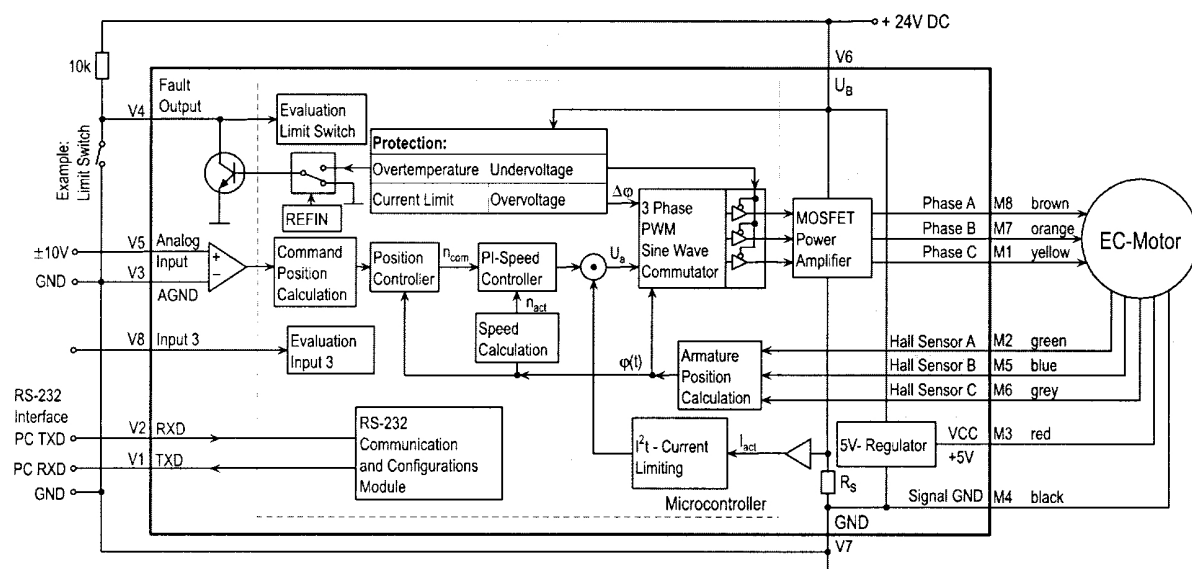 + 24V DC
V6
U_B
10k
Fault
Output
V4
Example:
Limit Switch
Evaluation
Limit Switch
Protection:
Overtemperature Undervoltage
Current Limit Overvoltage
REFIN
Δφ
3 Phase
PWM
Sine Wave
Commutator
MOSFET
Power
Amplifier
Phase A M8 brown
Phase B M7 orange
Phase C M1 yellow
EC-Motor
±10V
V5 Analog
Input
GND
V3
AGND
+
−
Command
Position
Calculation
Position
Controller
n_com
PI-Speed
Controller
U_a
n_act
Speed
Calculation
V8 Input 3
Evaluation
Input 3
φ(t)
Armature
Position
Calculation
Hall Sensor A M2 green
Hall Sensor B M5 blue
Hall Sensor C M6 grey
RS-232
Interface
PC TXD
V2 RXD
PC RXD
V1 TXD
GND
RS-232
Communication
and Configurations
Module
I²t - Current
Limiting
I_act
5V- Regulator
VCC
+5V
M3 red
R_S
Microcontroller
Signal GND M4 black
GND
V7